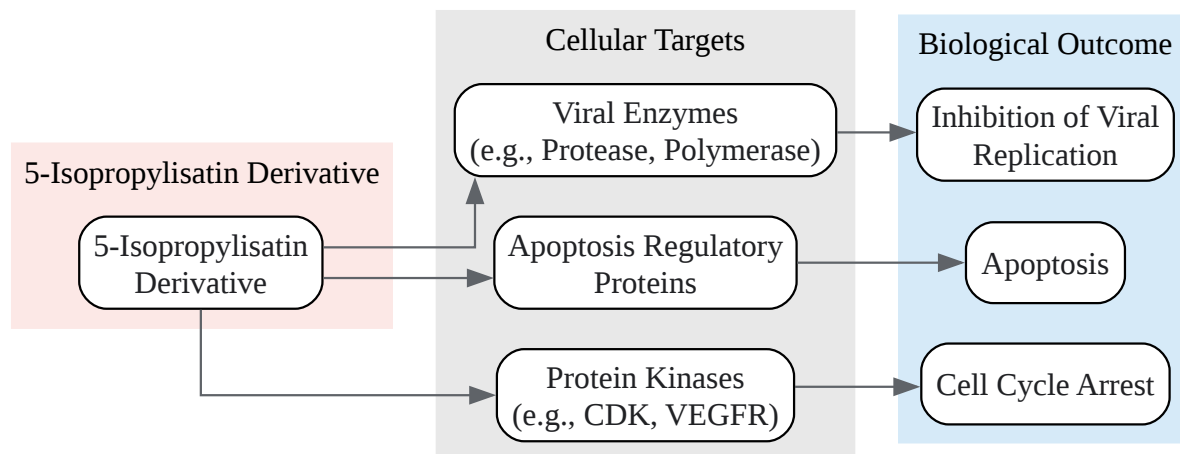 5-Isopropylisatin Derivative
5-Isopropylisatin
Derivative
Cellular Targets
Viral Enzymes
(e.g., Protease, Polymerase)
Apoptosis Regulatory
Proteins
Protein Kinases
(e.g., CDK, VEGFR)
Biological Outcome
Inhibition of Viral
Replication
Apoptosis
Cell Cycle Arrest